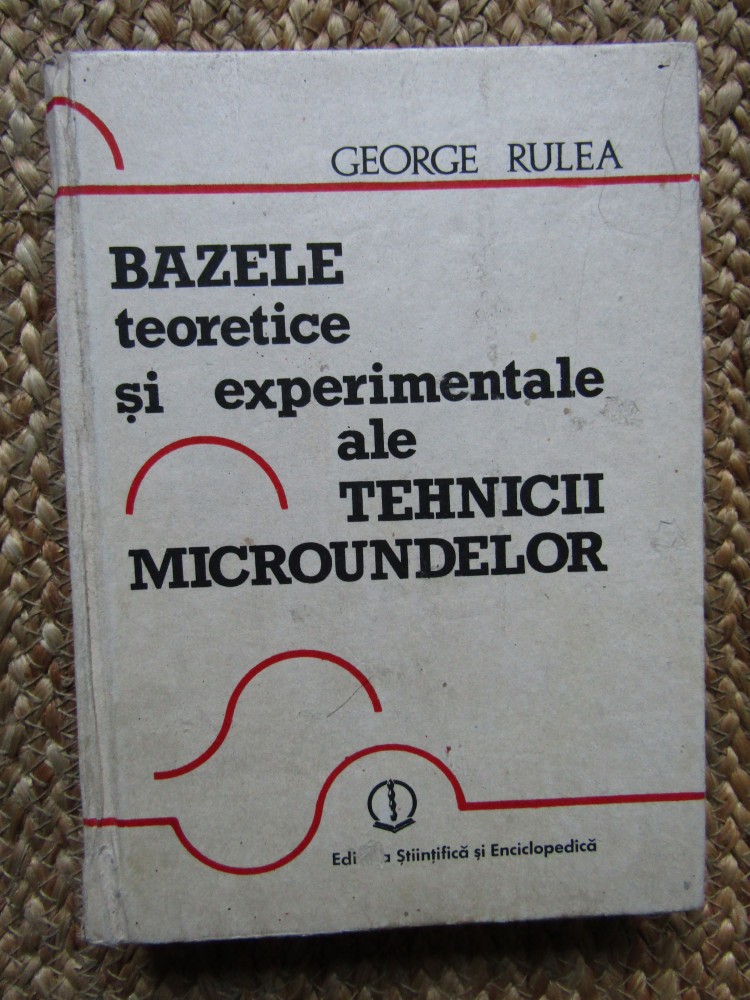 GEORGE RULEA
BAZELE
teoretice
și experimentale
ale
TEHNICII
MICROUNDELOR
Științifică și Enciclopedică